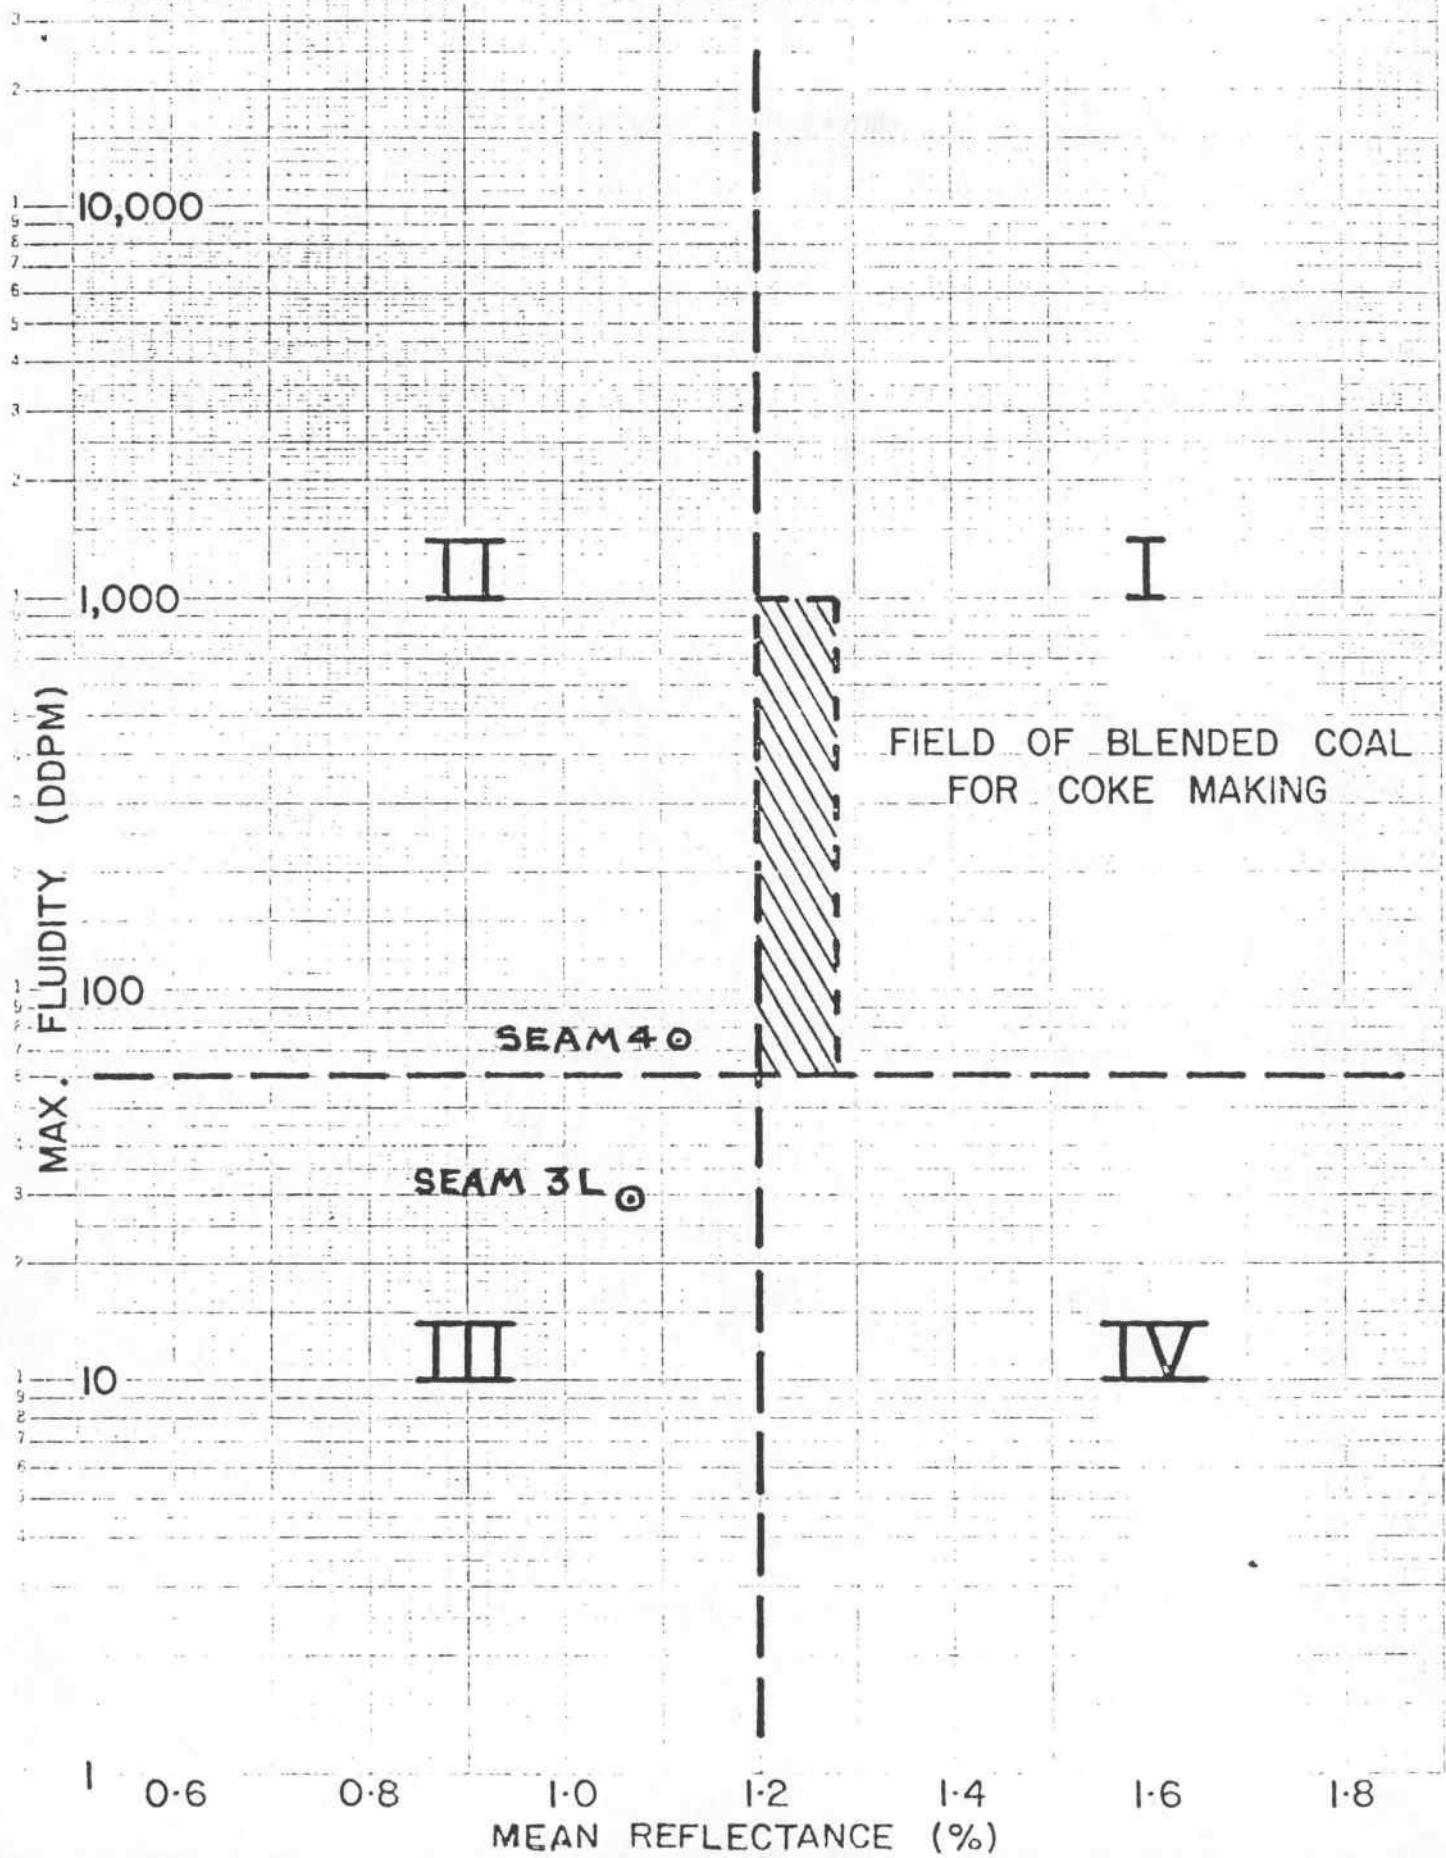 10,000
II
I
1,000
FIELD OF BLENDED COAL
FOR COKE MAKING
MAX. FLUIDITY (DDPM)
100
SEAM 4
SEAM 3L
III
IV
10
1
0.6 0.8 1.0 1.2 1.4 1.6 1.8
MEAN REFLECTANCE (%)